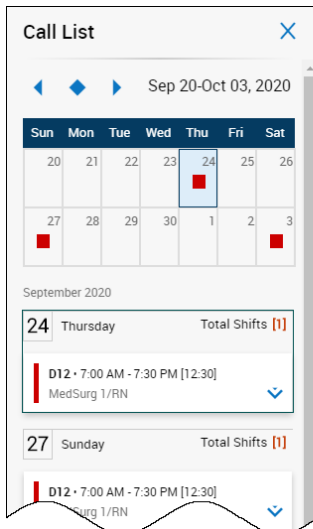 Call List
Sep 20-Oct 03, 2020
Sun Mon Tue Wed Thu Fri Sat
20 21 22 23 24 25 26
27 28 29 30 1 2 3
September 2020
24 Thursday Total Shifts [1]
D12 • 7:00 AM - 7:30 PM [12:30]
MedSurg 1/RN
27 Sunday Total Shifts [1]
D12 • 7:00 AM - 7:30 PM [12:30]
1/RN